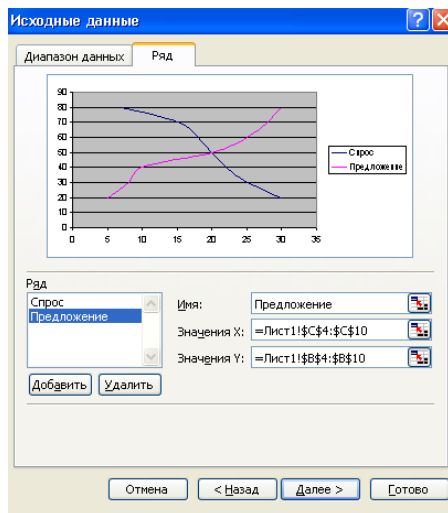 Исходные данные
Диапазон данных Ряд
90
80
70
60
50
40
30
20
10
0
0 5 10 15 20 25 30 35
Спрос
Предложение
Ряд
Спрос
Предложение
Имя: Предложение
Значения X: =Лист1!$C$4:$C$10
Значения Y: =Лист1!$B$4:$B$10
Добавить Удалить
Отмена < Назад Далее > Готово